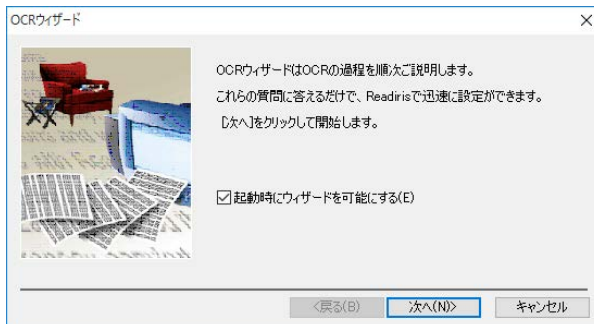 OCRウィザード
OCRウィザードはOCRの過程を順次ご説明します。
これらの質問に答えるだけで、Readirisで迅速に設定ができます。
[次へ]をクリックして開始します。
起動時にウィザードを可能にする(E)
<戻る(B)
次へ(N)>
キャンセル